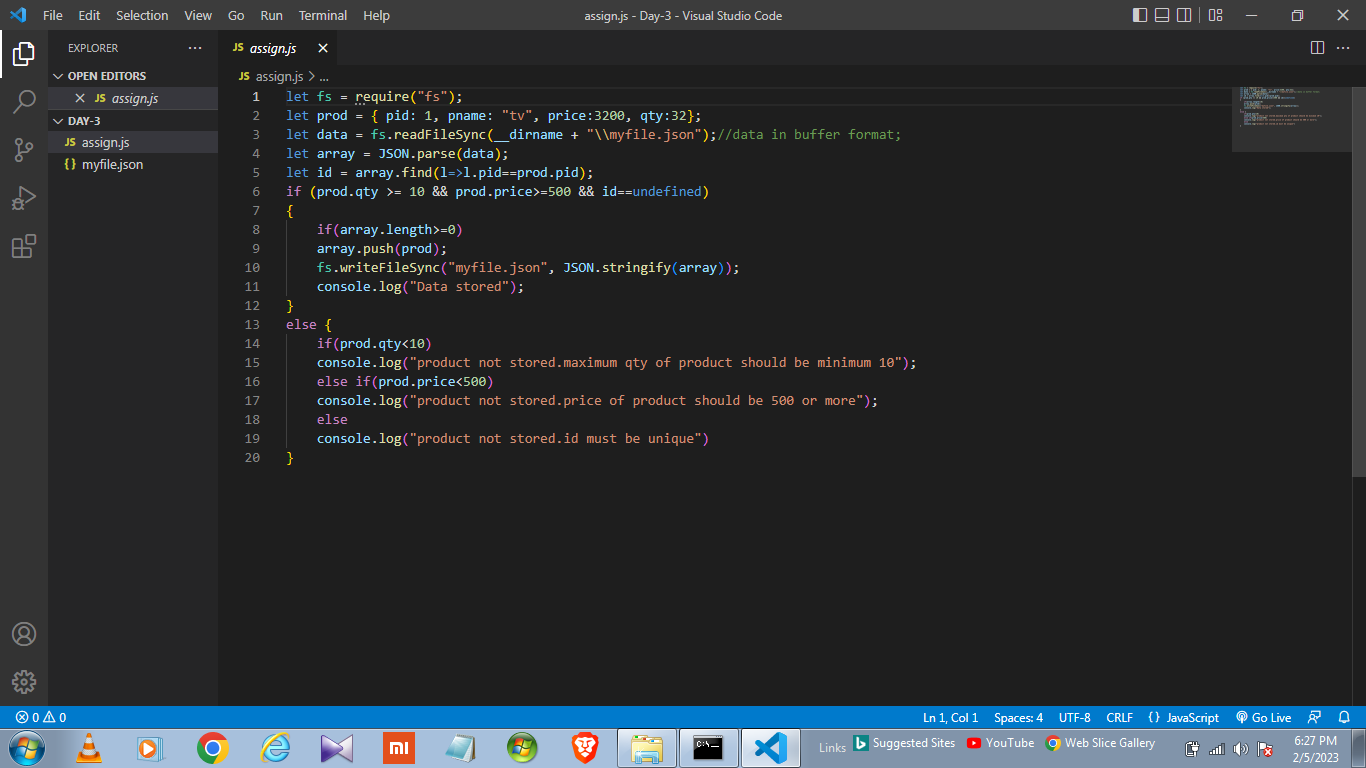 File Edit Selection View Go Run Terminal Help
assign.js - Day-3 - Visual Studio Code
EXPLORER
OPEN EDITORS
JS assign.js
DAY-3
JS assign.js
{} myfile.json
JS assign.js
JS assign.js > ...
1 let fs = require("fs");
2 let prod = { pid: 1, pname: "tv", price:3200, qty:32};
3 let data = fs.readFileSync(__dirname + "\\myfile.json");//data in buffer format;
4 let array = JSON.parse(data);
5 let id = array.find(l=>l.pid==prod.pid);
6 if (prod.qty >= 10 && prod.price>=500 && id==undefined)
7 {
8 if(array.length>=0)
9 array.push(prod);
10 fs.writeFileSync("myfile.json", JSON.stringify(array));
11 console.log("Data stored");
12 }
13 else {
14 if(prod.qty<10)
15 console.log("product not stored.maximum qty of product should be minimum 10");
16 else if(prod.price<500)
17 console.log("product not stored.price of product should be 500 or more");
18 else
19 console.log("product not stored.id must be unique")
20 }
0 0
Ln 1, Col 1 Spaces: 4 UTF-8 CRLF {} JavaScript Go Live
mi
C:\.
Links Suggested Sites YouTube Web Slice Gallery
6:27 PM
2/5/2023